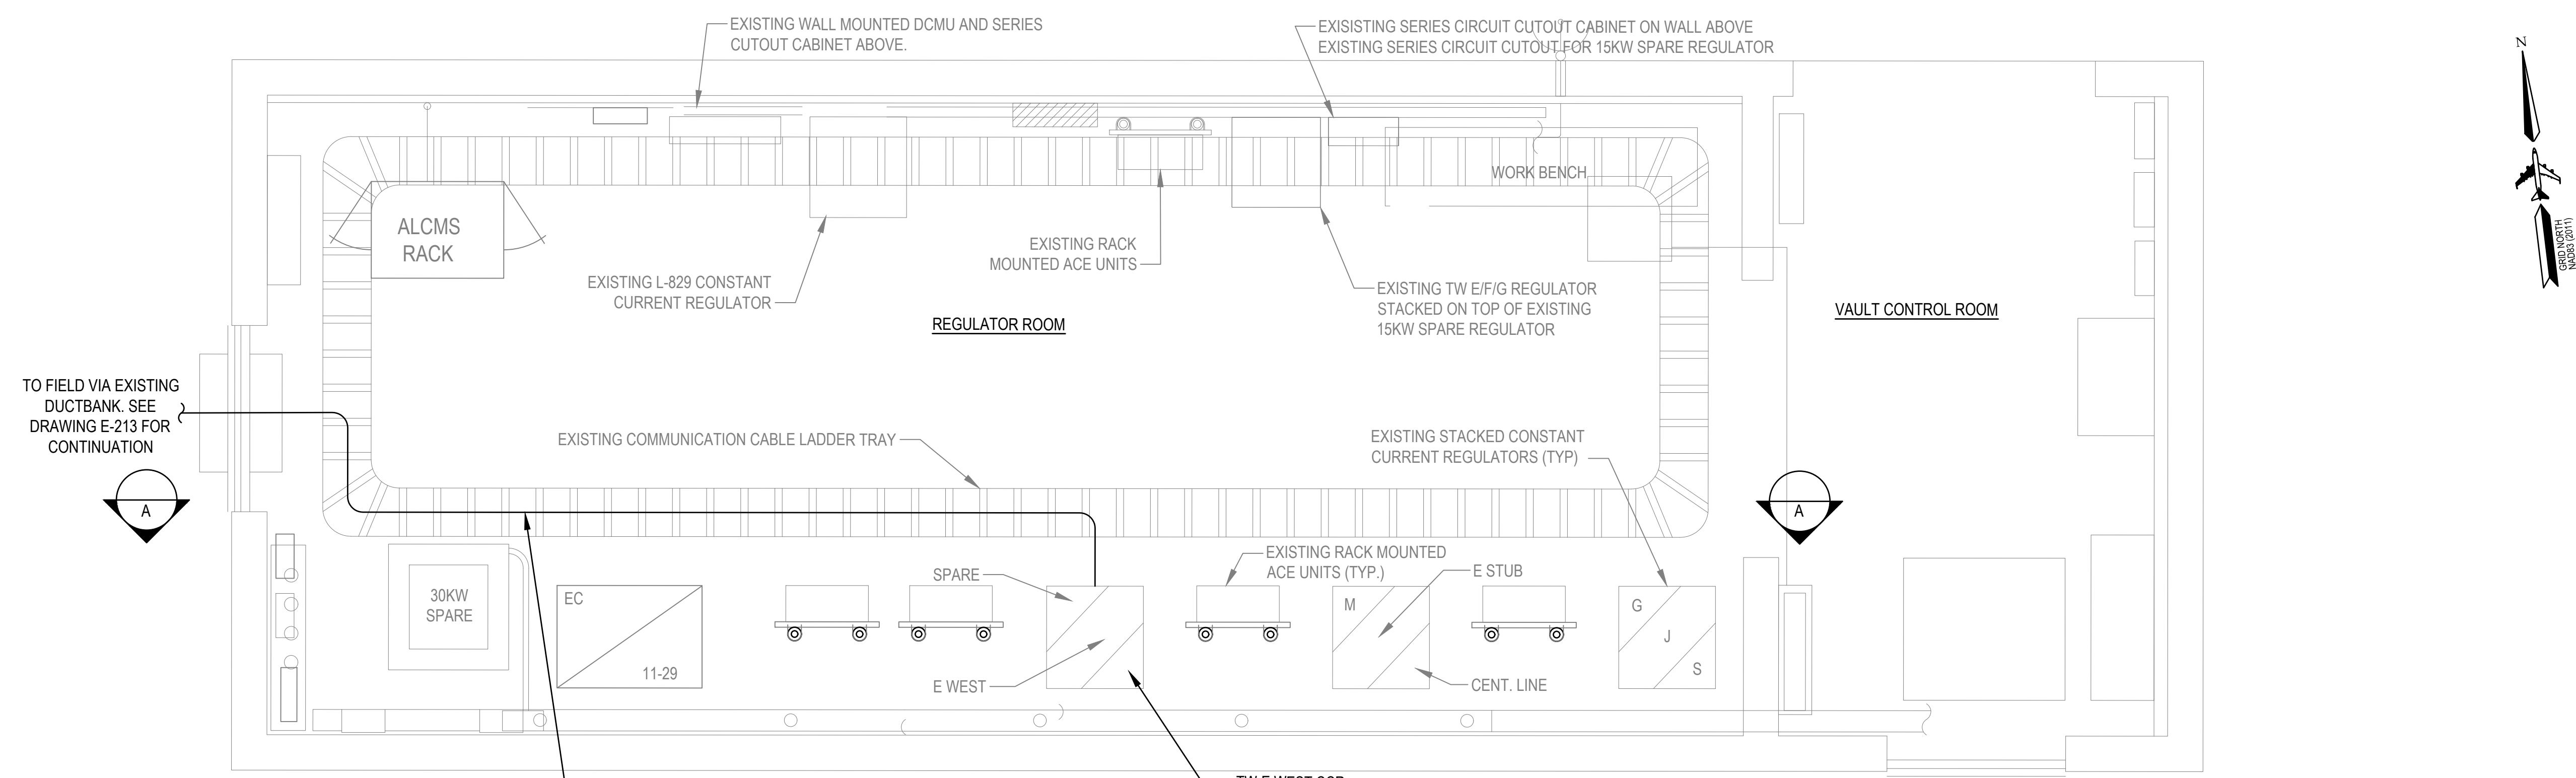 EXISTING WALL MOUNTED DCMU AND SERIES
CUTOUT CABINET ABOVE.
EXISISTING SERIES CIRCUIT CUTOUT CABINET ON WALL ABOVE
EXISTING SERIES CIRCUIT CUTOUT FOR 15KW SPARE REGULATOR
N
GRID NORTH
NAD83 (2011)
WORK BENCH
ALCMS
RACK
EXISTING RACK
MOUNTED ACE UNITS
EXISTING L-829 CONSTANT
CURRENT REGULATOR
EXISTING TW E/F/G REGULATOR
STACKED ON TOP OF EXISTING
15KW SPARE REGULATOR
REGULATOR ROOM
VAULT CONTROL ROOM
TO FIELD VIA EXISTING
DUCTBANK. SEE
DRAWING E-213 FOR
CONTINUATION
EXISTING COMMUNICATION CABLE LADDER TRAY
EXISTING STACKED CONSTANT
CURRENT REGULATORS (TYP)
A
A
EXISTING RACK MOUNTED
ACE UNITS (TYP.)
SPARE
E STUB
30KW
SPARE
EC
11-29
M
G
J
S
E WEST
CENT. LINE
TW E WEST CCR